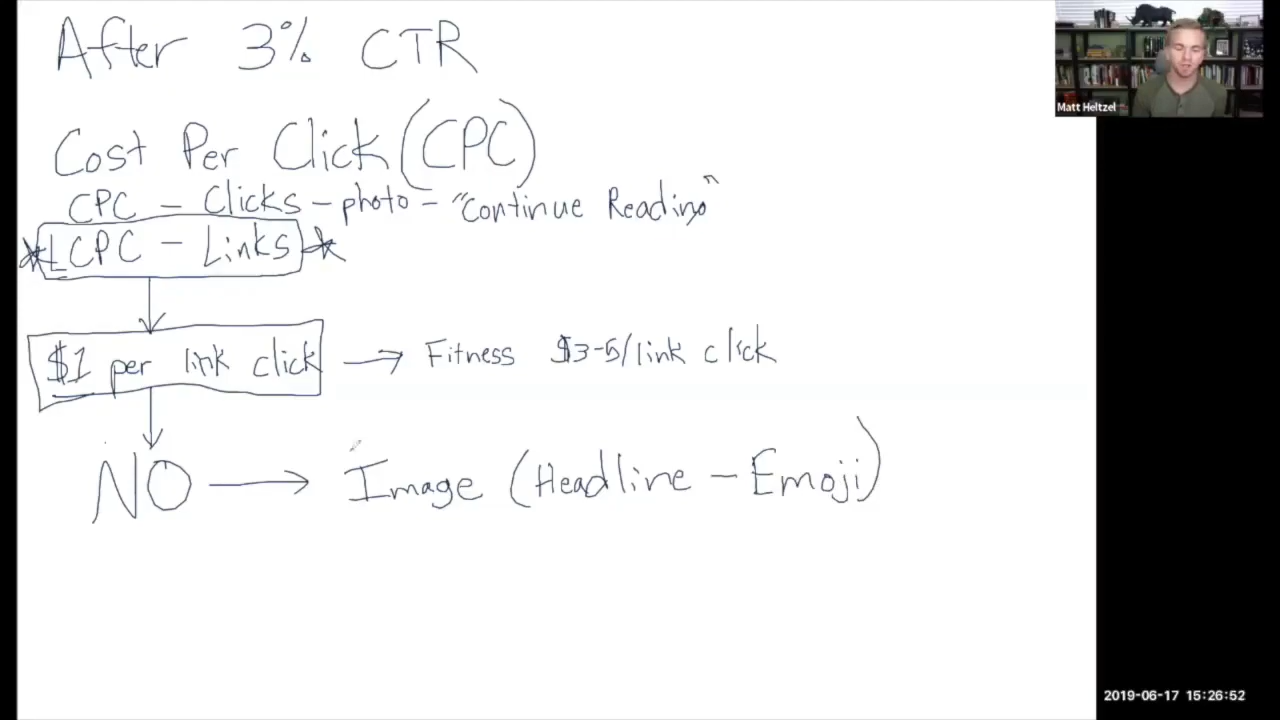 After 3% CTR
Matt Heltzel
Cost Per Click (CPC)
CPC - Clicks - photo - "Continue Reading"
*LCPC - Links*
$1 per link click → Fitness $3-5/link click
NO → Image (Headline - Emoji)
2019-06-17 15:26:52